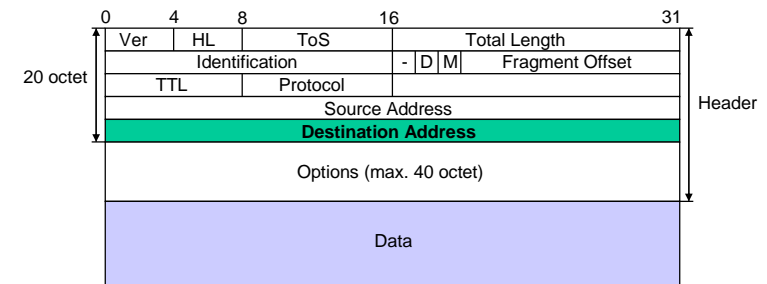 0 4 8 16 31
Ver HL ToS Total Length
Identification - D M Fragment Offset
20 octet
TTL Protocol
Source Address
Header
Destination Address
Options (max. 40 octet)
Data